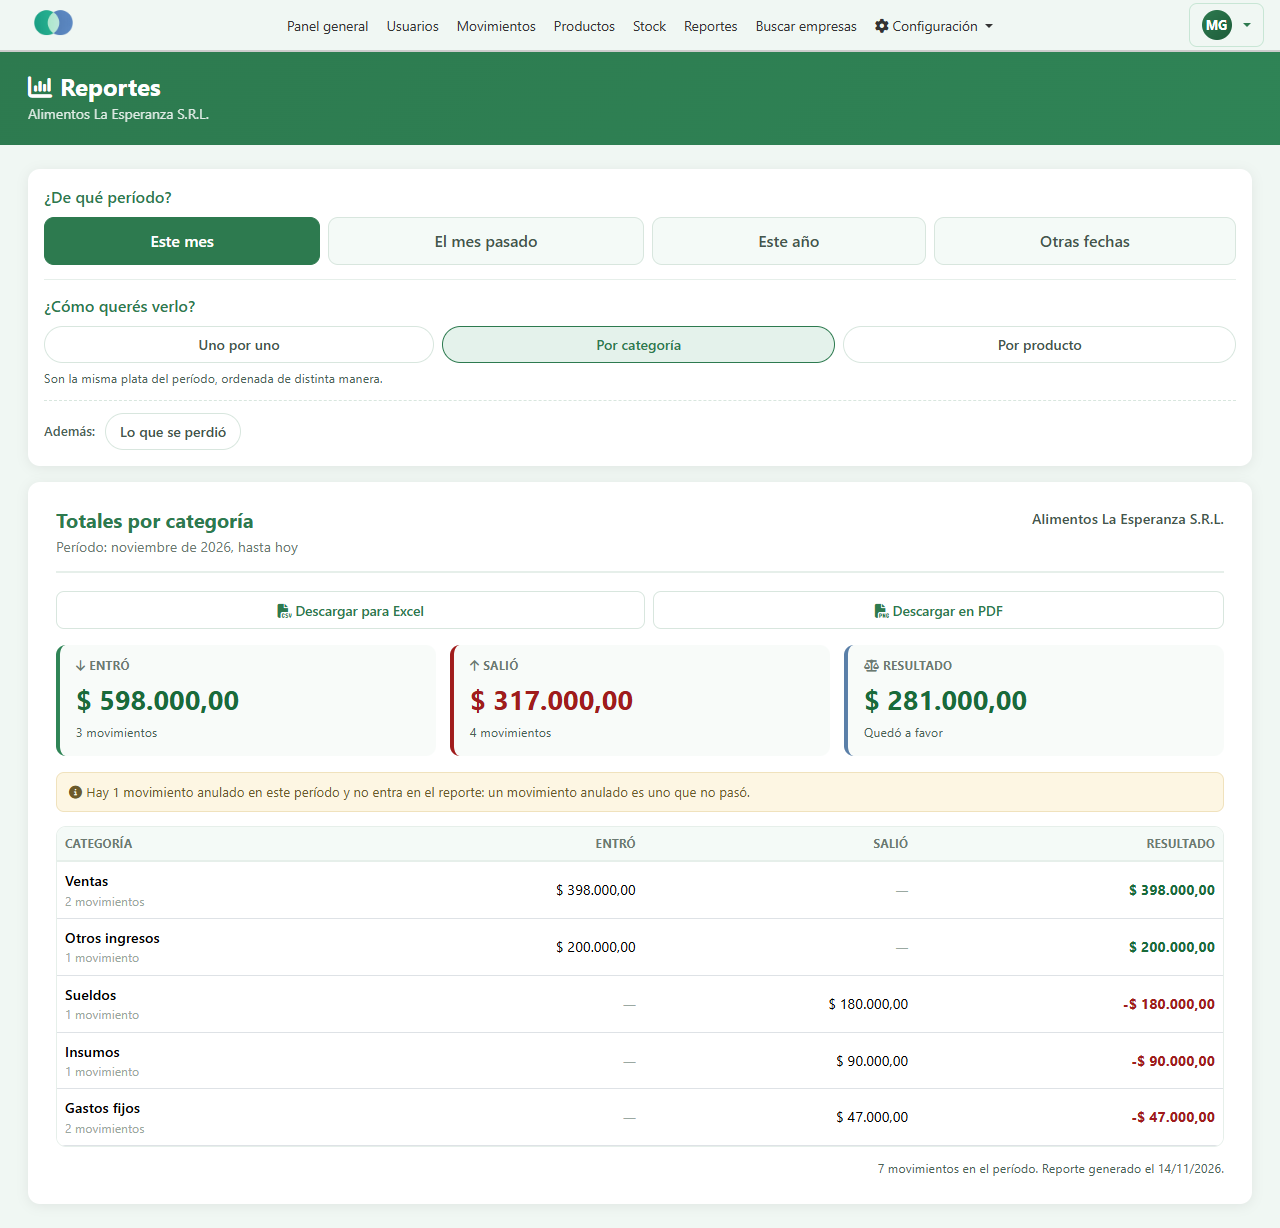 Panel general Usuarios Movimientos Productos Stock Reportes Buscar empresas Configuración MG
Reportes
Alimentos La Esperanza S.R.L.
¿De qué período?
Este mes El mes pasado Este año Otras fechas
¿Cómo querés verlo?
Uno por uno Por categoría Por producto
Son la misma plata del período, ordenada de distinta manera.
Además: Lo que se perdió
Totales por categoría Alimentos La Esperanza S.R.L.
Período: noviembre de 2026, hasta hoy
Descargar para Excel Descargar en PDF
ENTRÓ SALIÓ RESULTADO
$ 598.000,00 $ 317.000,00 $ 281.000,00
3 movimientos 4 movimientos Quedó a favor
Hay 1 movimiento anulado en este período y no entra en el reporte: un movimiento anulado es uno que no pasó.
CATEGORÍA ENTRÓ SALIÓ RESULTADO
Ventas
2 movimientos $ 398.000,00 — $ 398.000,00
Otros ingresos
1 movimiento $ 200.000,00 — $ 200.000,00
Sueldos
1 movimiento — $ 180.000,00 -$ 180.000,00
Insumos
1 movimiento — $ 90.000,00 -$ 90.000,00
Gastos fijos
2 movimientos — $ 47.000,00 -$ 47.000,00
7 movimientos en el período. Reporte generado el 14/11/2026.